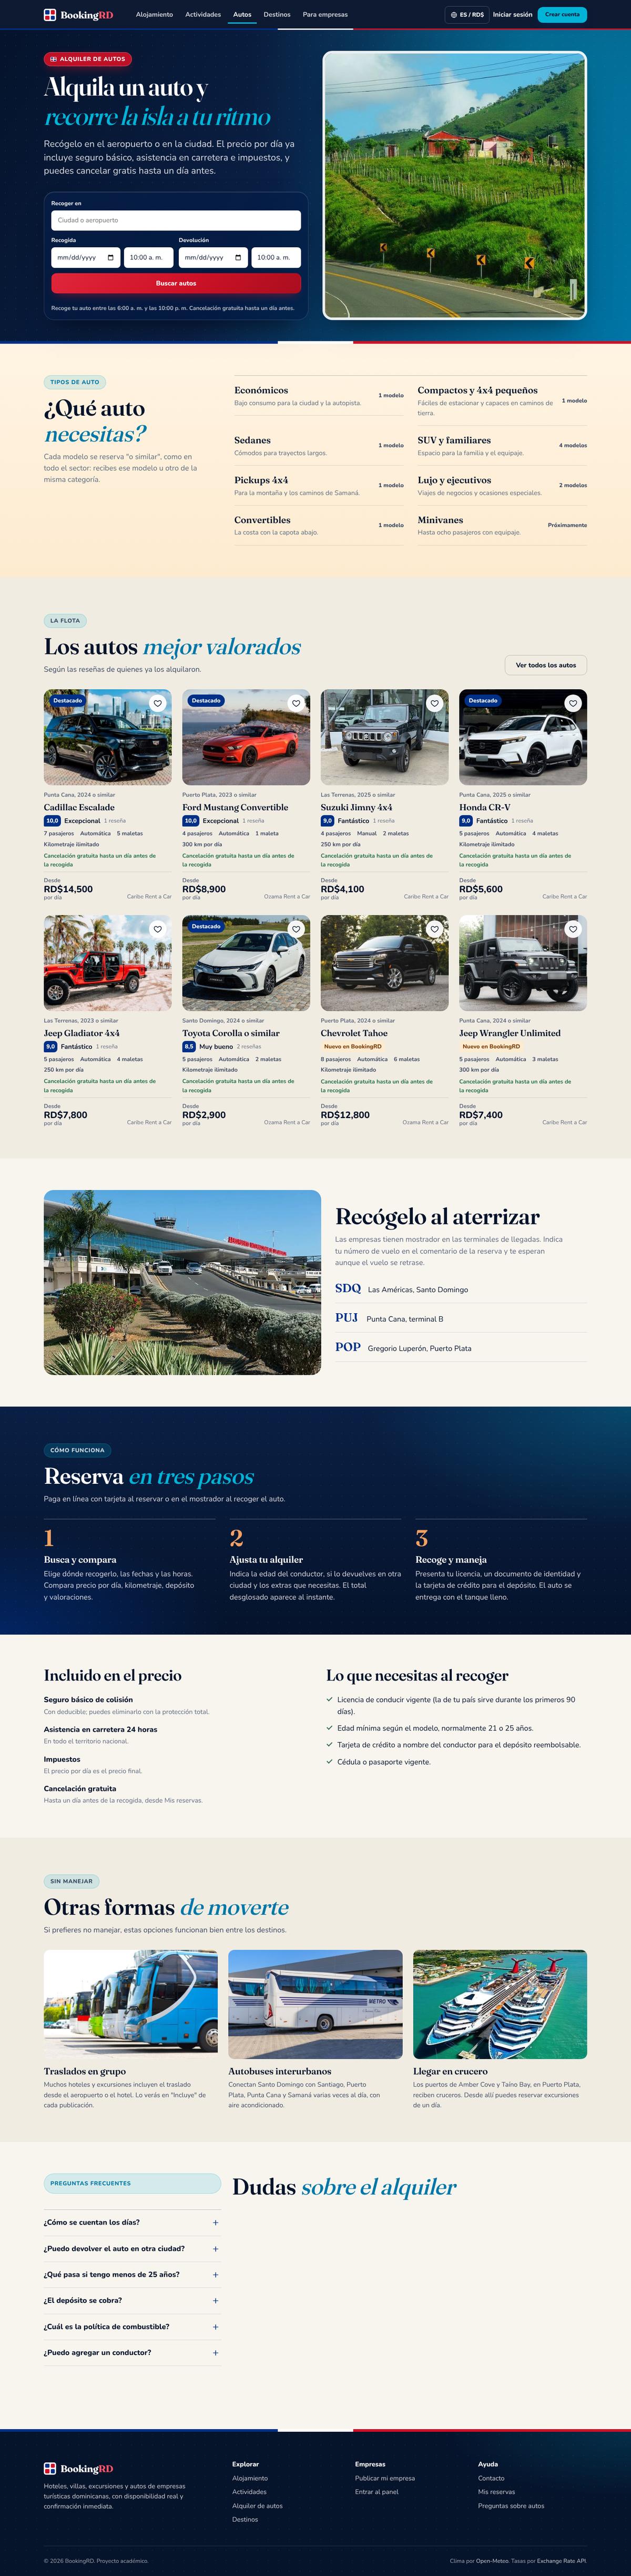 BookingRD
Alojamiento
Actividades
Autos
Destinos
Para empresas
ES / RD$
Iniciar sesión
Crear cuenta
ALQUILER DE AUTOS
Alquila un auto y
recorre la isla a tu ritmo
Recógelo en el aeropuerto o en la ciudad. El precio por día ya
incluye seguro básico, asistencia en carretera e impuestos, y
puedes cancelar gratis hasta un día antes.
Recoger en
Ciudad o aeropuerto
Recogida
Devolución
mm/dd/yyyy
10:00 a. m.
mm/dd/yyyy
10:00 a. m.
Buscar autos
Recoge tu auto entre las 6:00 a. m. y las 10:00 p. m. Cancelación gratuita hasta un día antes.
TIPOS DE AUTO
¿Qué auto
necesitas?
Cada modelo se reserva "o similar", como en
todo el sector: recibes ese modelo u otro de la
misma categoría.
Económicos
Bajo consumo para la ciudad y la autopista.
1 modelo
Compactos y 4x4 pequeños
Fáciles de estacionar y capaces en caminos de
tierra.
1 modelo
Sedanes
Cómodos para trayectos largos.
1 modelo
SUV y familiares
Espacio para la familia y el equipaje.
4 modelos
Pickups 4x4
Para la montaña y los caminos de Samaná.
1 modelo
Lujo y ejecutivos
Viajes de negocios y ocasiones especiales.
2 modelos
Convertibles
La costa con la capota abajo.
1 modelo
Minivanes
Hasta ocho pasajeros con equipaje.
Próximamente
LA FLOTA
Los autos mejor valorados
Según las reseñas de quienes ya los alquilaron.
Ver todos los autos
Destacado
Punta Cana, 2024 o similar
Cadillac Escalade
10,0 Excepcional 1 reseña
7 pasajeros Automática 5 maletas
Kilometraje ilimitado
Cancelación gratuita hasta un día antes de
la recogida
Desde
RD$14,500
por día
Caribe Rent a Car
Destacado
Puerto Plata, 2023 o similar
Ford Mustang Convertible
10,0 Excepcional 1 reseña
4 pasajeros Automática 1 maleta
300 km por día
Cancelación gratuita hasta un día antes de
la recogida
Desde
RD$8,900
por día
Ozama Rent a Car
Las Terrenas, 2025 o similar
Suzuki Jimny 4x4
9,0 Fantástico 1 reseña
4 pasajeros Manual 2 maletas
250 km por día
Cancelación gratuita hasta un día antes de
la recogida
Desde
RD$4,100
por día
Caribe Rent a Car
Destacado
Punta Cana, 2025 o similar
Honda CR-V
9,0 Fantástico 1 reseña
5 pasajeros Automática 4 maletas
Kilometraje ilimitado
Cancelación gratuita hasta un día antes de
la recogida
Desde
RD$5,600
por día
Caribe Rent a Car
Las Terrenas, 2023 o similar
Jeep Gladiator 4x4
9,0 Fantástico 1 reseña
5 pasajeros Automática 4 maletas
250 km por día
Cancelación gratuita hasta un día antes de
la recogida
Desde
RD$7,800
por día
Caribe Rent a Car
Destacado
Santo Domingo, 2024 o similar
Toyota Corolla o similar
8,5 Muy bueno 2 reseñas
5 pasajeros Automática 2 maletas
Kilometraje ilimitado
Cancelación gratuita hasta un día antes de
la recogida
Desde
RD$2,900
por día
Ozama Rent a Car
Puerto Plata, 2024 o similar
Chevrolet Tahoe
Nuevo en BookingRD
8 pasajeros Automática 6 maletas
Kilometraje ilimitado
Cancelación gratuita hasta un día antes de
la recogida
Desde
RD$12,800
por día
Ozama Rent a Car
Punta Cana, 2024 o similar
Jeep Wrangler Unlimited
Nuevo en BookingRD
5 pasajeros Automática 3 maletas
300 km por día
Cancelación gratuita hasta un día antes de
la recogida
Desde
RD$7,400
por día
Caribe Rent a Car
Recógelo al aterrizar
Las empresas tienen mostrador en las terminales de llegadas. Indica
tu número de vuelo en el comentario de la reserva y te esperan
aunque el vuelo se retrase.
SDQ Las Américas, Santo Domingo
PUJ Punta Cana, terminal B
POP Gregorio Luperón, Puerto Plata
CÓMO FUNCIONA
Reserva en tres pasos
Paga en línea con tarjeta al reservar o en el mostrador al recoger el auto.
1
Busca y compara
Elige dónde recogerlo, las fechas y las horas.
Compara precio por día, kilometraje, depósito
y valoraciones.
2
Ajusta tu alquiler
Indica la edad del conductor, si lo devuelves en otra
ciudad y los extras que necesitas. El total
desglosado aparece al instante.
3
Recoge y maneja
Presenta tu licencia, un documento de identidad y
la tarjeta de crédito para el depósito. El auto se
entrega con el tanque lleno.
Incluido en el precio
Seguro básico de colisión
Con deducible: puedes eliminarlo con la protección total.
Asistencia en carretera 24 horas
En todo el territorio nacional.
Impuestos
El precio por día es el precio final.
Cancelación gratuita
Hasta un día antes de la recogida, desde Mis reservas.
Lo que necesitas al recoger
Licencia de conducir vigente (la de tu país sirve durante los primeros 90
días).
Edad mínima según el modelo, normalmente 21 o 25 años.
Tarjeta de crédito a nombre del conductor para el depósito reembolsable.
Cédula o pasaporte vigente.
SIN MANEJAR
Otras formas de moverte
Si prefieres no manejar, estas opciones funcionan bien entre los destinos.
METRO
Traslados en grupo
Muchos hoteles y excursiones incluyen el traslado
desde el aeropuerto o el hotel. Lo verás en "Incluye" de
cada publicación.
Autobuses interurbanos
Conectan Santo Domingo con Santiago, Puerto
Plata, Punta Cana y Samaná varias veces al día, con
aire acondicionado.
Llegar en crucero
Los puertos de Amber Cove y Taíno Bay, en Puerto Plata,
reciben cruceros. Desde allí puedes reservar excursiones
de un día.
PREGUNTAS FRECUENTES
Dudas sobre el alquiler
¿Cómo se cuentan los días?
¿Puedo devolver el auto en otra ciudad?
¿Qué pasa si tengo menos de 25 años?
¿El depósito se cobra?
¿Cuál es la política de combustible?
¿Puedo agregar un conductor?
BookingRD
Hoteles, villas, excursiones y autos de empresas
turísticas dominicanas, con disponibilidad real y
confirmación inmediata.
Explorar
Alojamiento
Actividades
Alquiler de autos
Destinos
Empresas
Publicar mi empresa
Entrar al panel
Ayuda
Contacto
Mis reservas
Preguntas sobre autos
© 2026 BookingRD. Proyecto académico.
Clima por Open-Meteo. Tasas por Exchange Rate API.